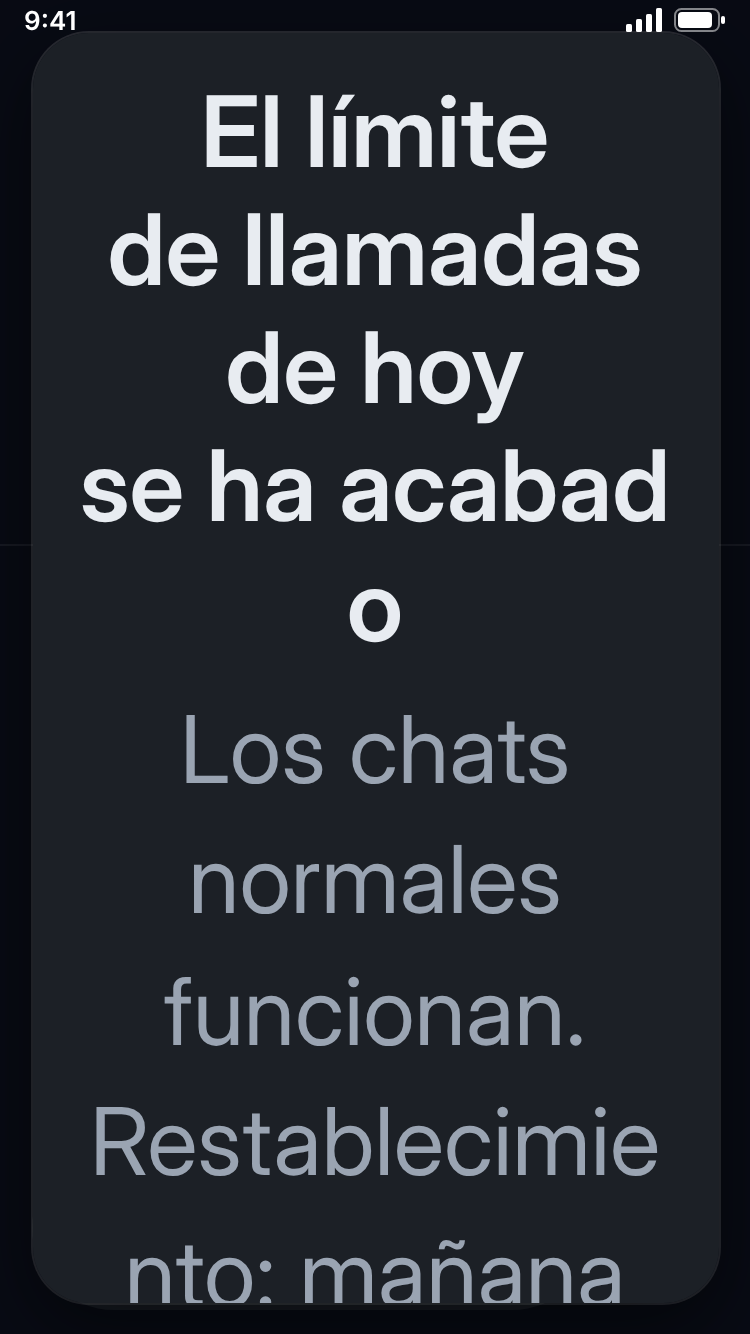 9:41
El límite
de llamadas
de hoy
se ha acabad
o
Los chats
normales
funcionan.
Restablecimie
nto: mañana